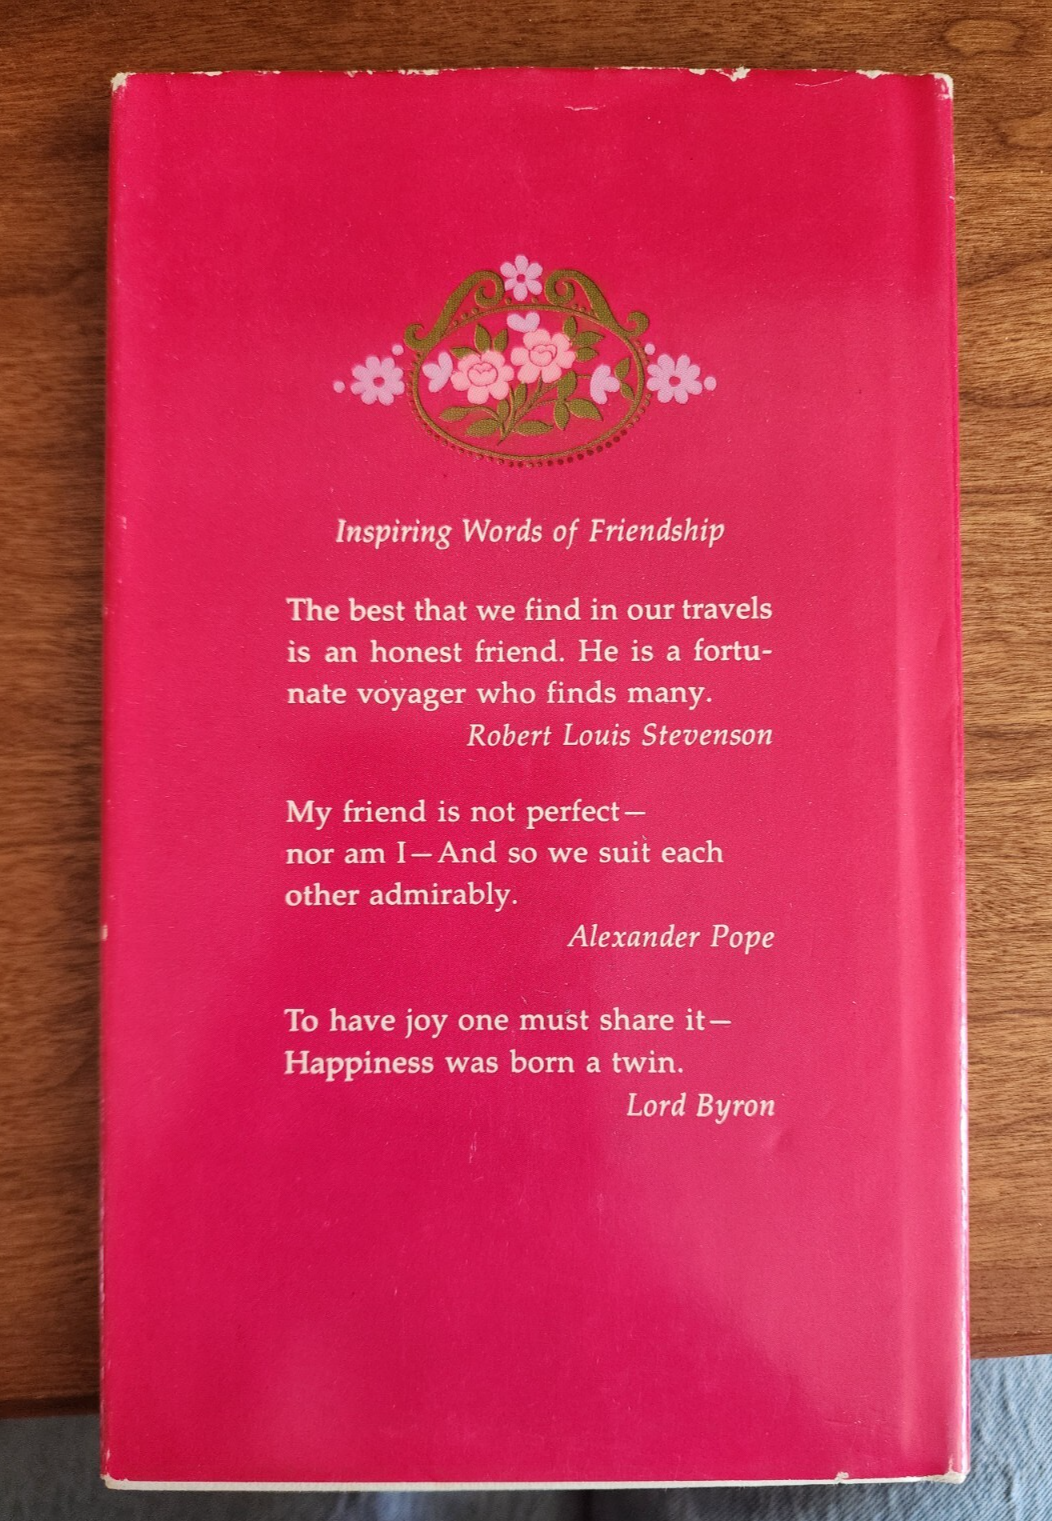 Inspiring Words of Friendship
The best that we find in our travels
is an honest friend. He is a fortu-
nate voyager who finds many.
Robert Louis Stevenson
My friend is not perfect—
nor am I—And so we suit each
other admirably.
Alexander Pope
To have joy one must share it—
Happiness was born a twin.
Lord Byron